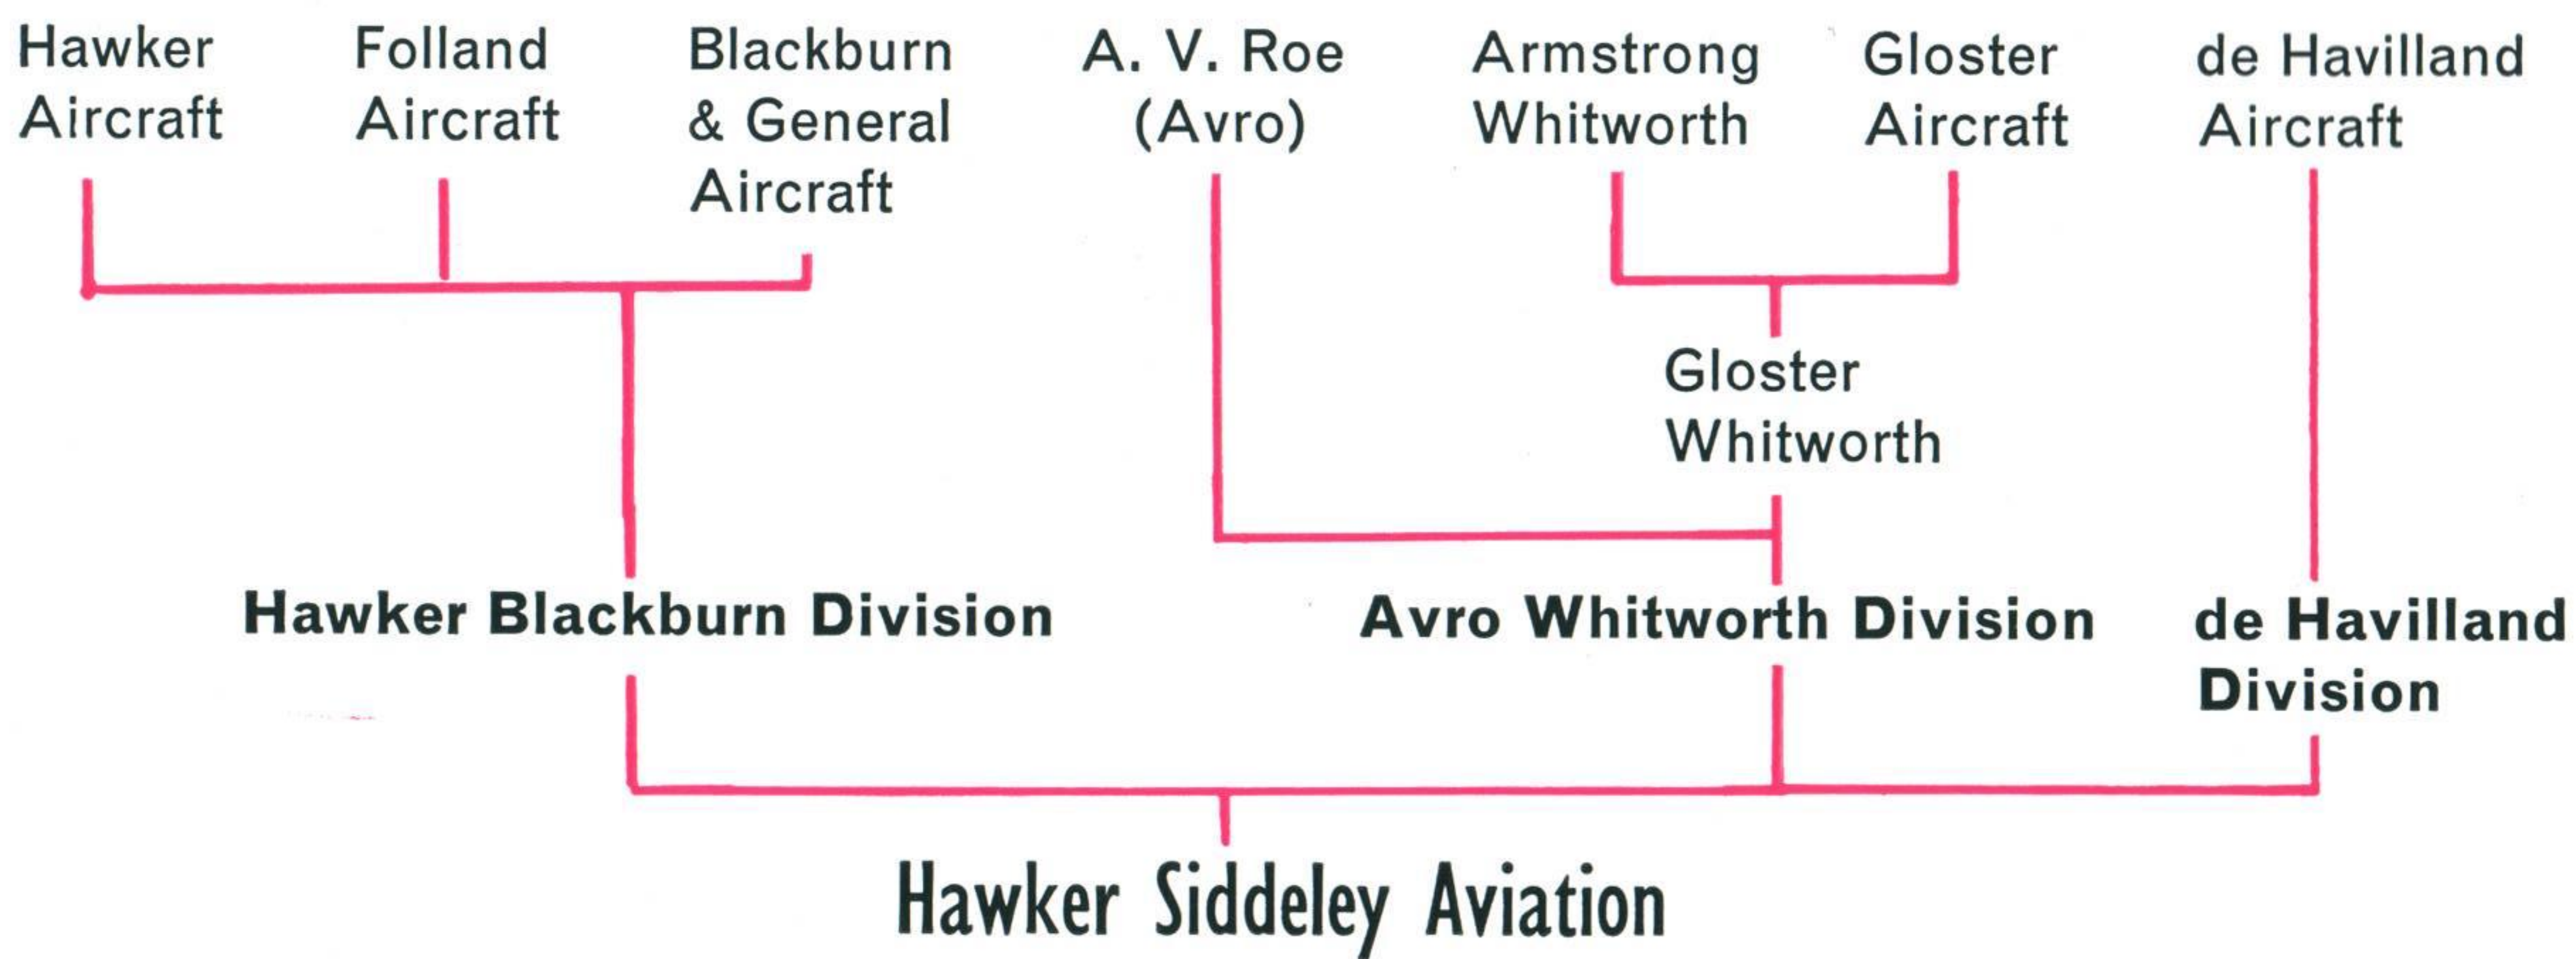 Hawker
Aircraft
Folland
Aircraft
Blackburn
& General
Aircraft
A. V. Roe
(Avro)
Armstrong
Whitworth
Gloster
Aircraft
de Havilland
Aircraft
Gloster
Whitworth
Hawker Blackburn Division
Avro Whitworth Division
de Havilland
Division
Hawker Siddeley Aviation